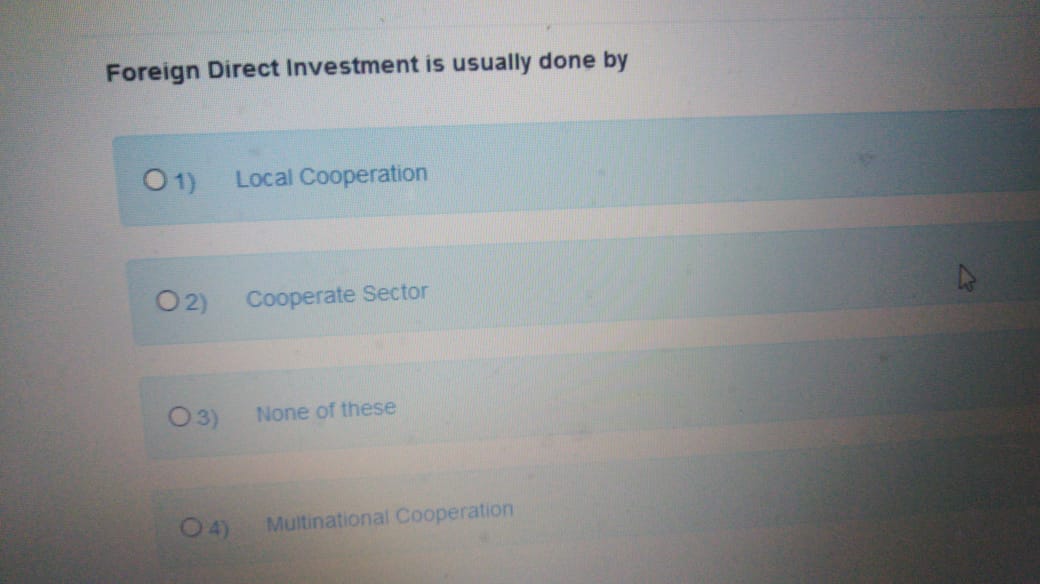 Foreign Direct Investment is usually done by
1) Local Cooperation
2) Cooperate Sector
3) None of these
4) Multinational Cooperation